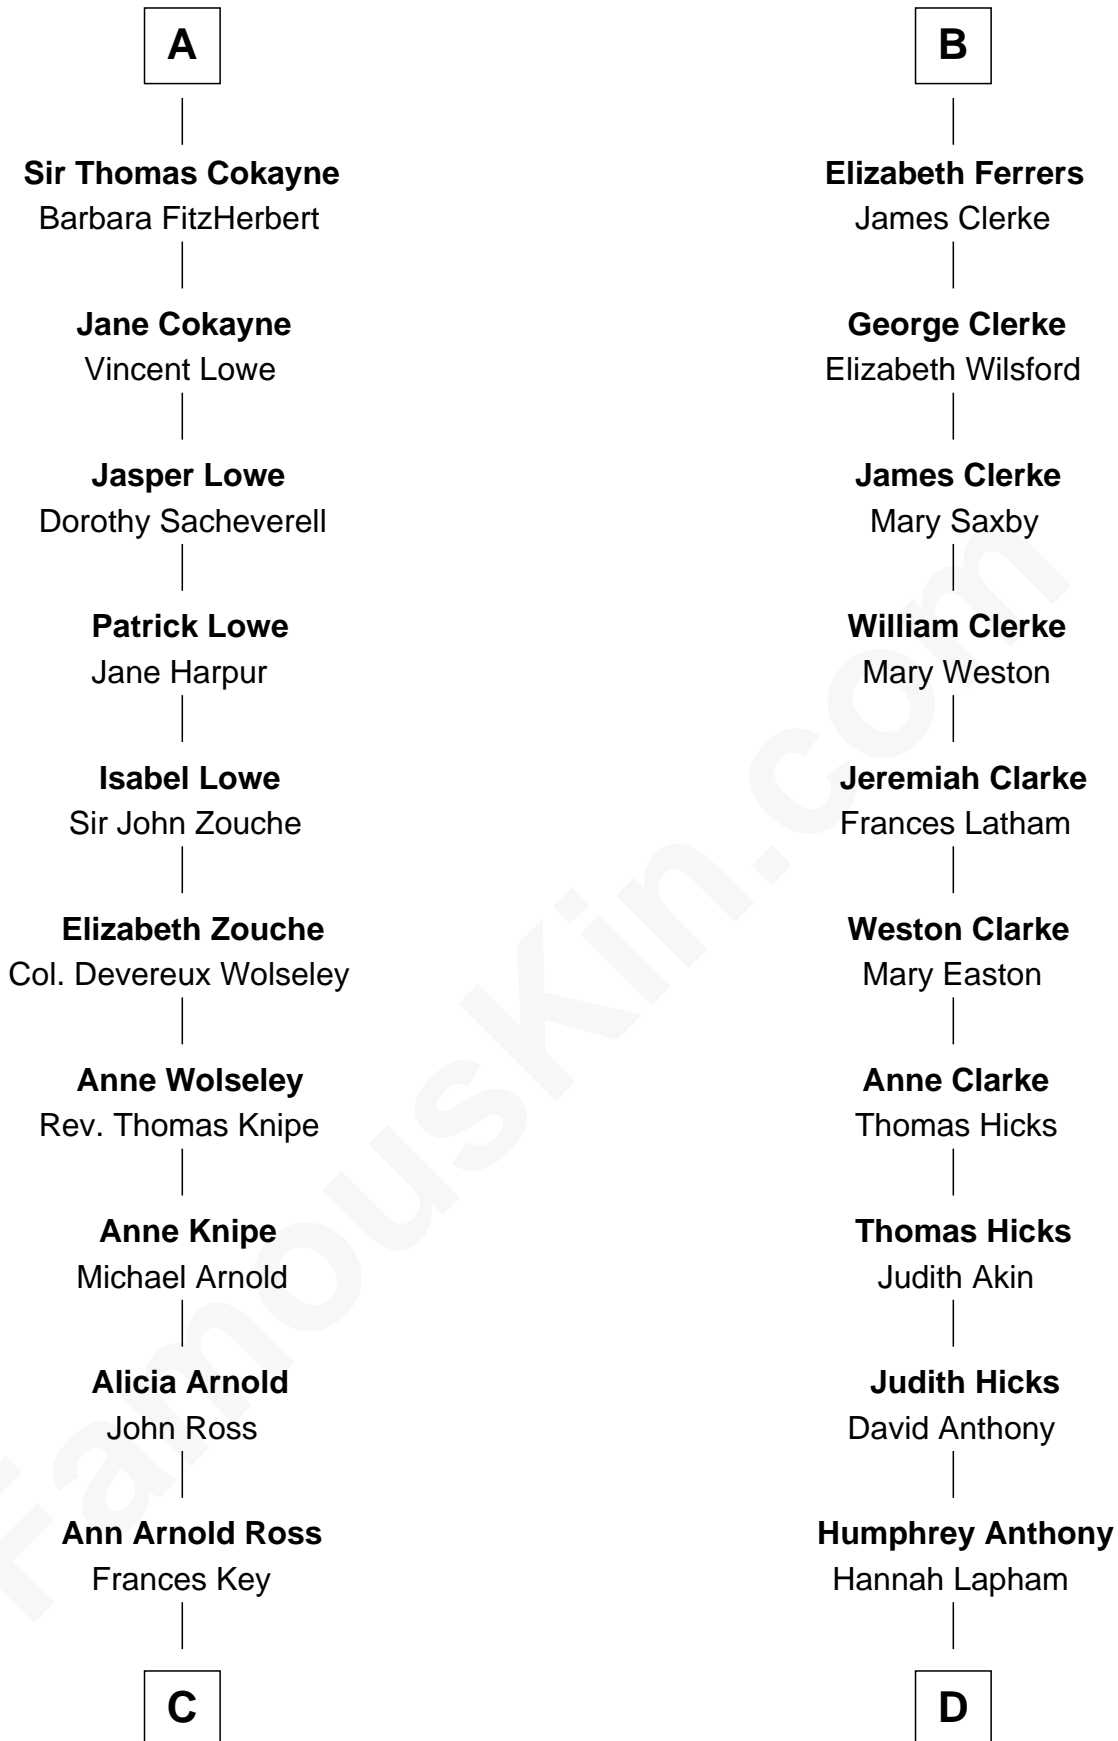 A
Sir Thomas Cokayne
Barbara FitzHerbert
Jane Cokayne
Vincent Lowe
Jasper Lowe
Dorothy Sacheverell
Patrick Lowe
Jane Harpur
Isabel Lowe
Sir John Zouche
Elizabeth Zouche
Col. Devereux Wolseley
Anne Wolseley
Rev. Thomas Knipe
Anne Knipe
Michael Arnold
Alicia Arnold
John Ross
Ann Arnold Ross
Frances Key
C
B
Elizabeth Ferrers
James Clerke
George Clerke
Elizabeth Wilsford
James Clerke
Mary Saxby
William Clerke
Mary Weston
Jeremiah Clarke
Frances Latham
Weston Clarke
Mary Easton
Anne Clarke
Thomas Hicks
Thomas Hicks
Judith Akin
Judith Hicks
David Anthony
Humphrey Anthony
Hannah Lapham
D
FamousKin.com